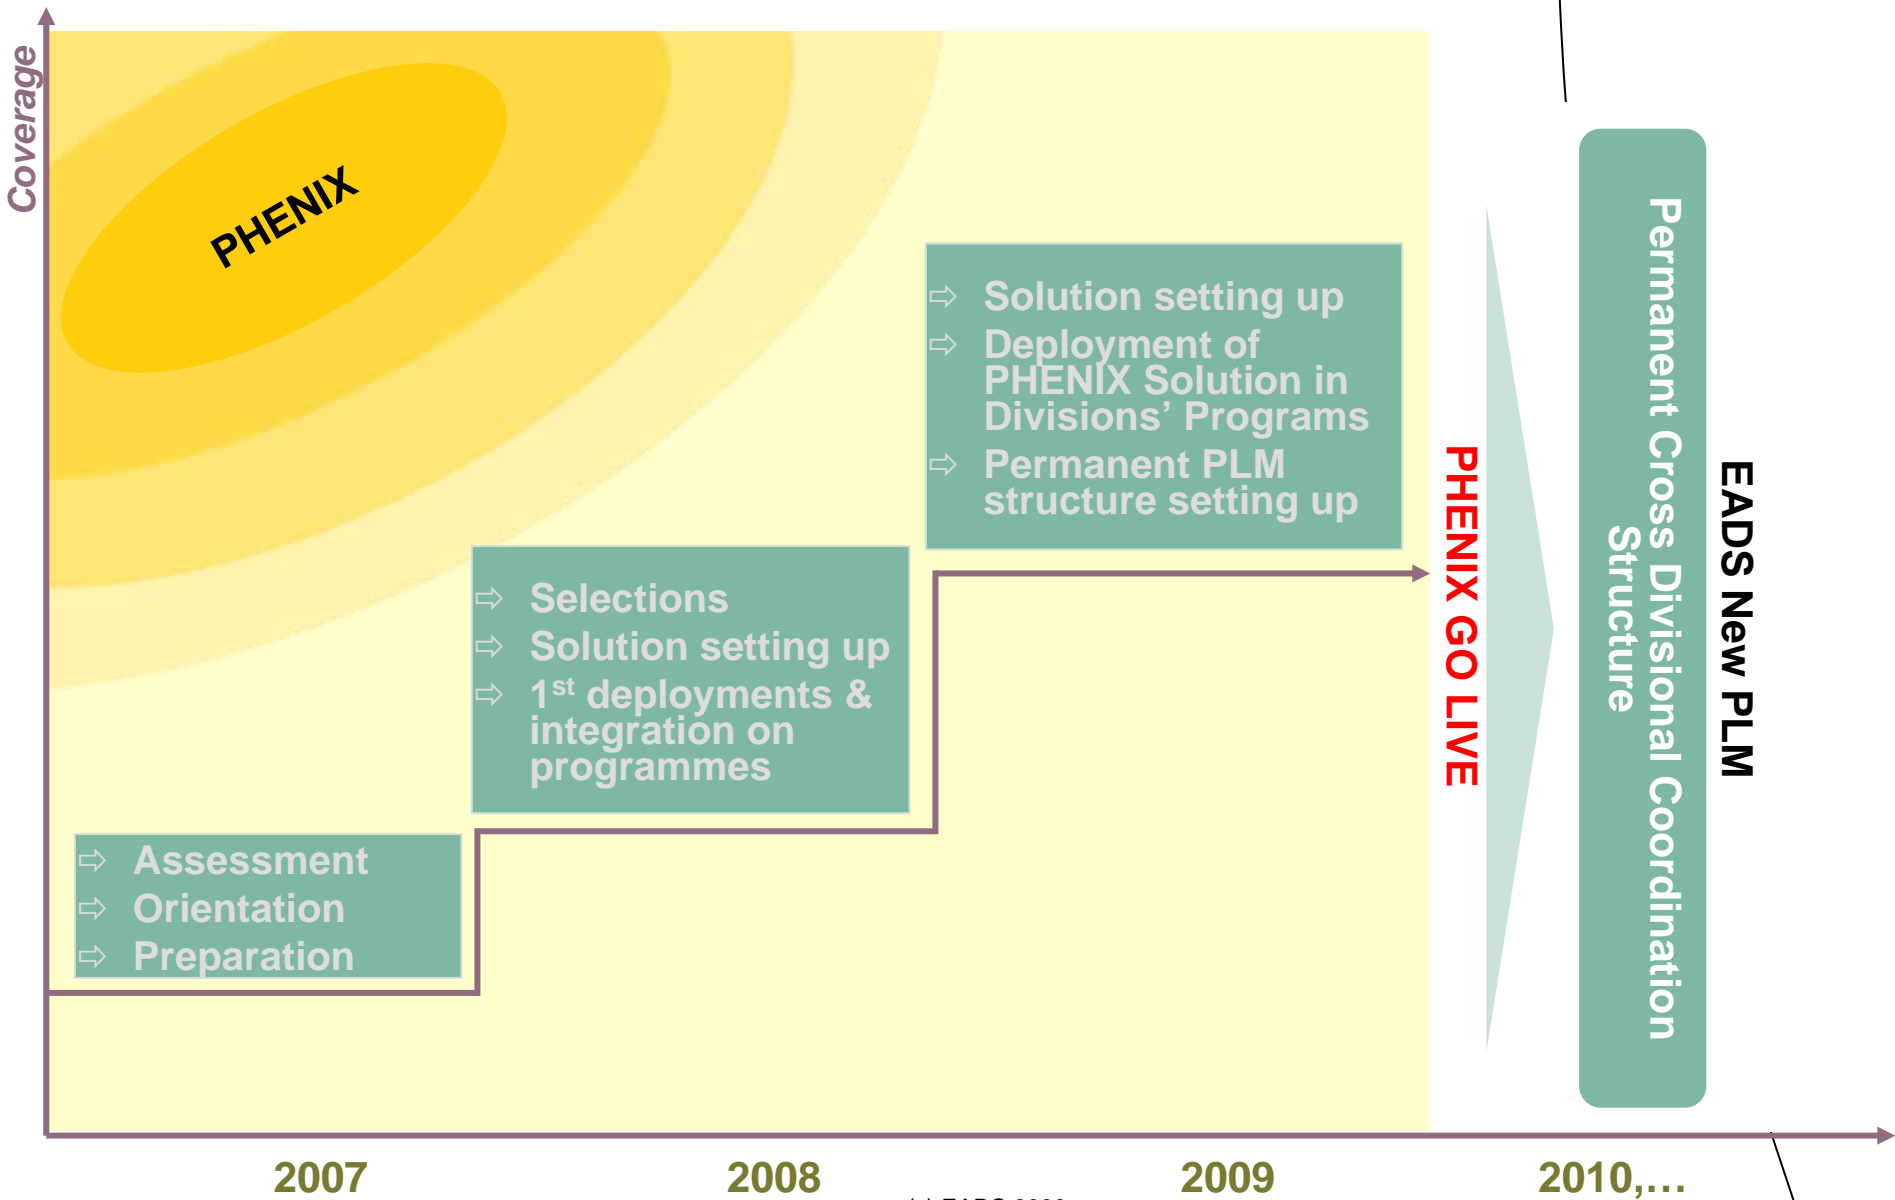 Coverage
PHENIX
⇨ Solution setting up
⇨ Deployment of
PHENIX Solution in
Divisions’ Programs
⇨ Permanent PLM
structure setting up
⇨ Selections
⇨ Solution setting up
⇨ 1st deployments &
integration on
programmes
⇨ Assessment
⇨ Orientation
⇨ Preparation
PHENIX GO LIVE
Permanent Cross Divisional Coordination
Structure
EADS New PLM
2007
2008
2009
2010,...